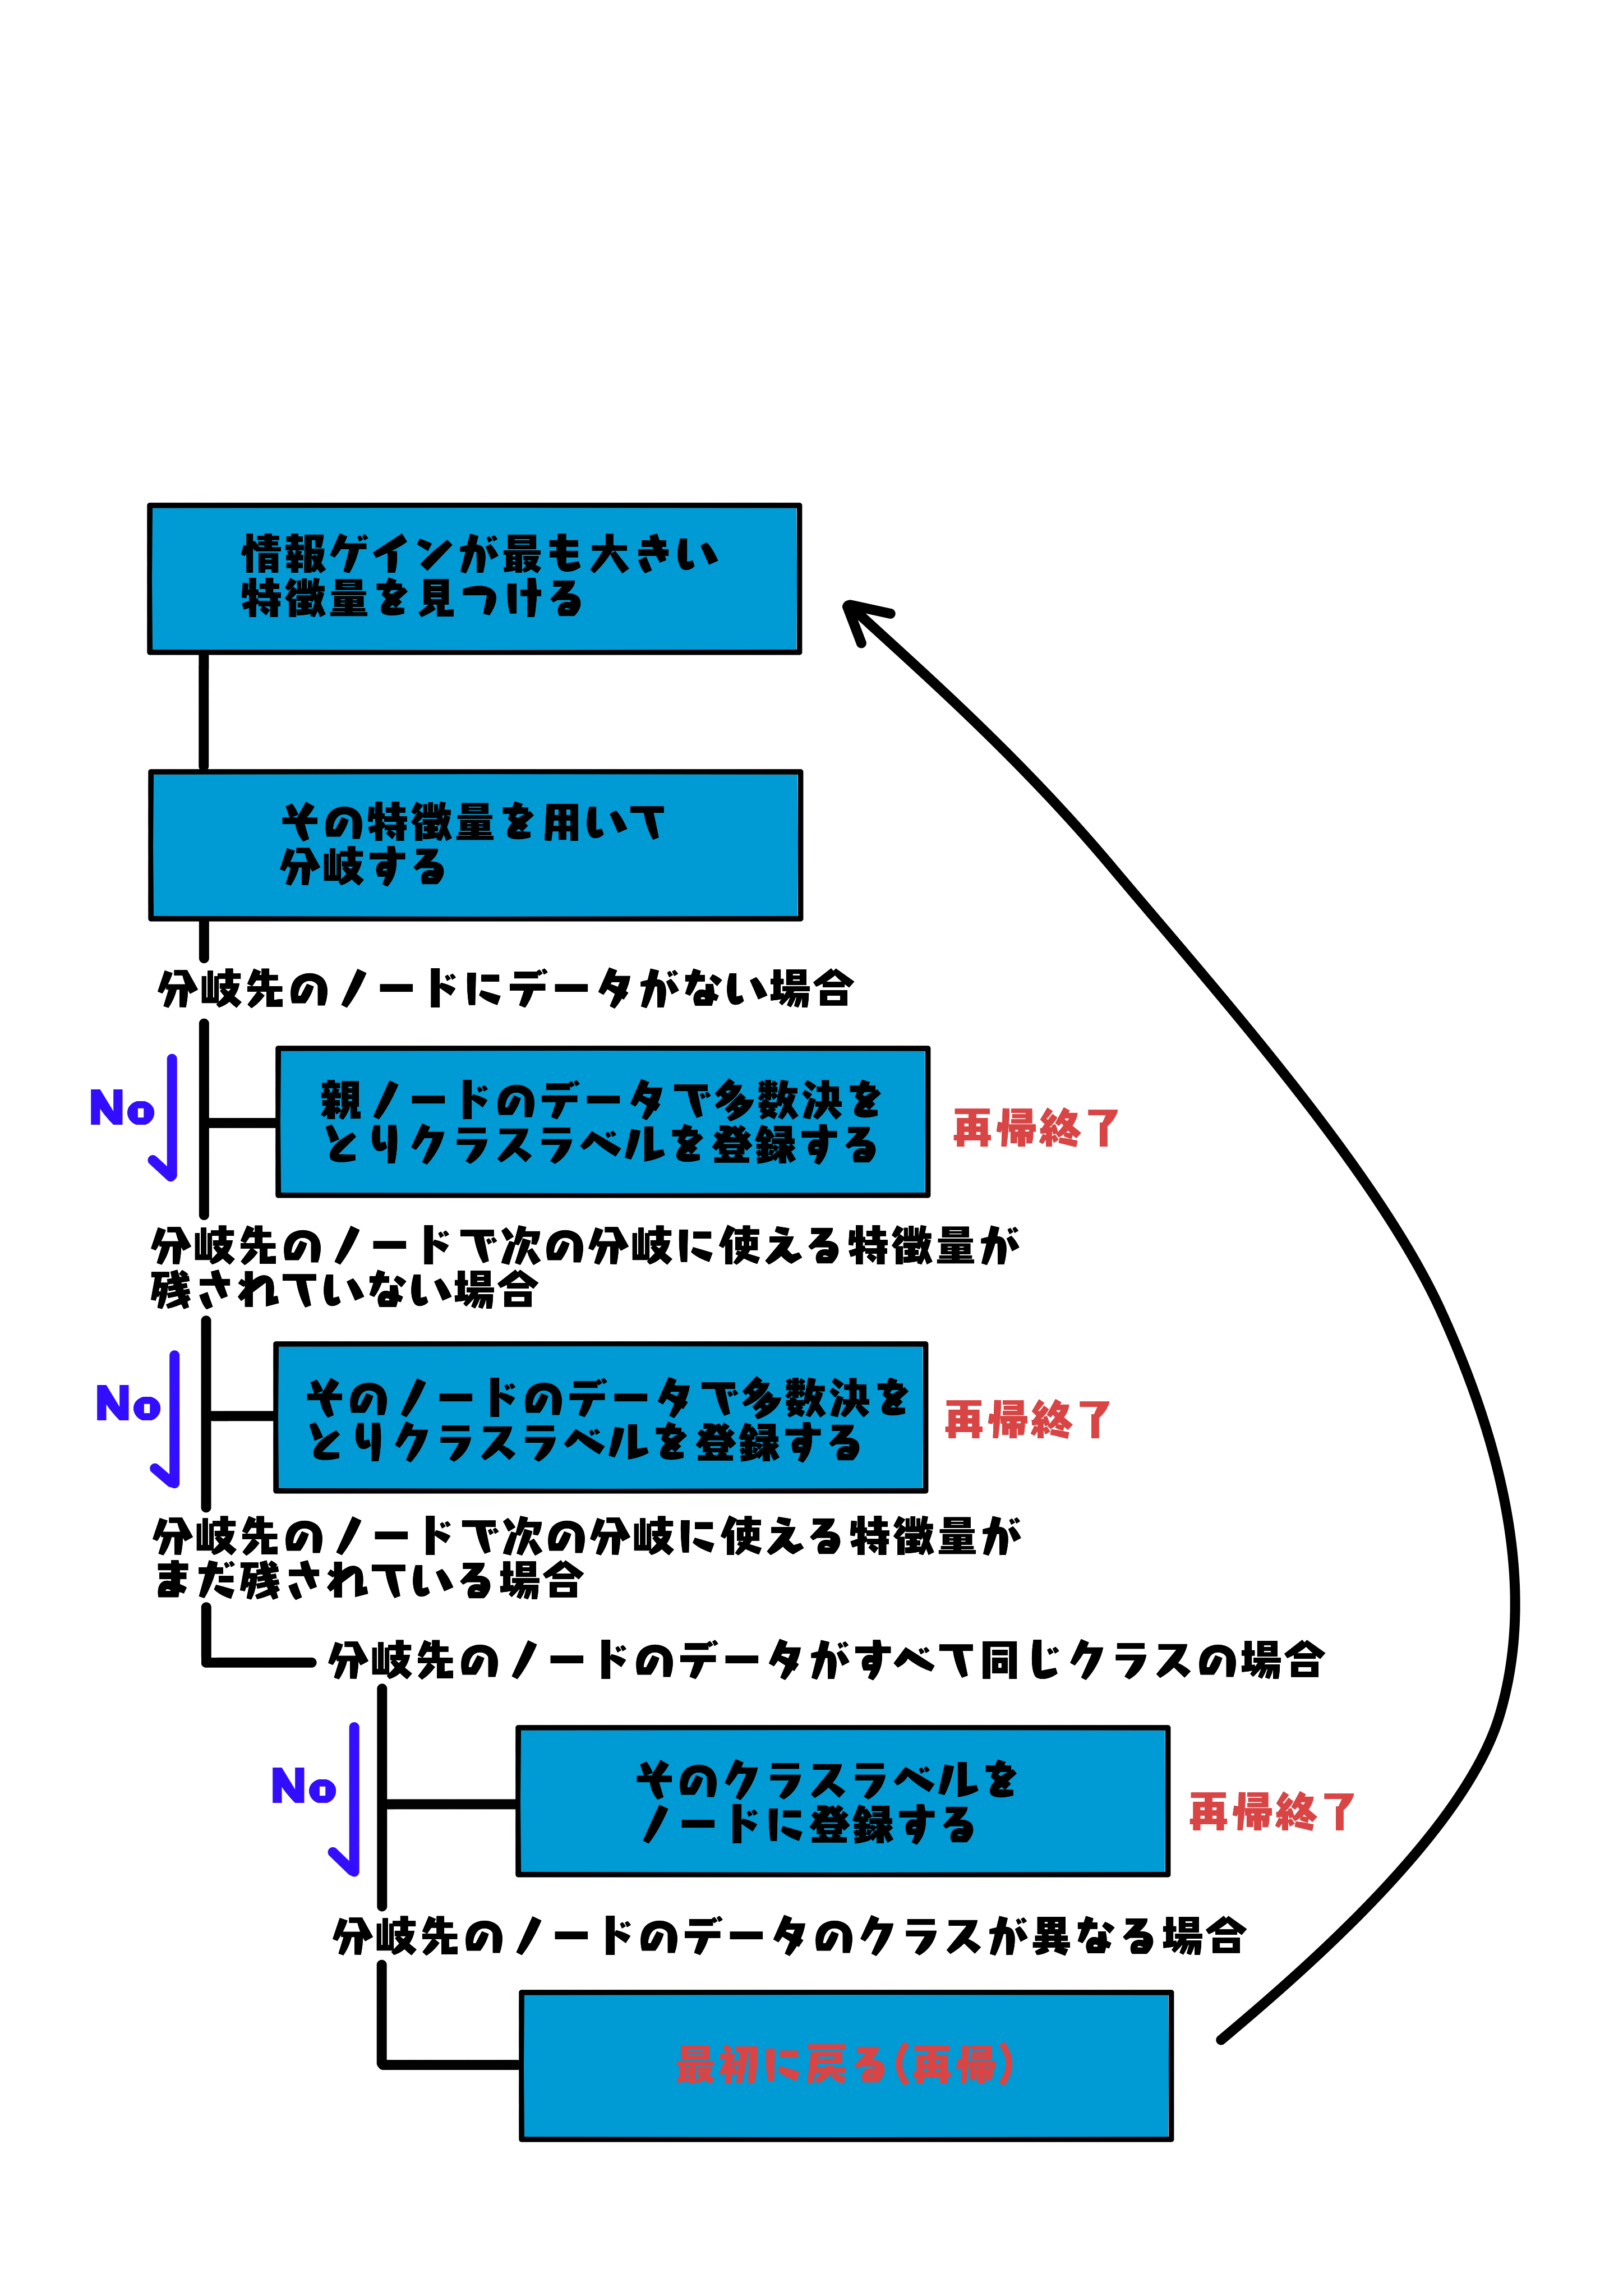 情報ゲインが最も大きい
特徴量を見つける
その特徴量を用いて
分岐する
分岐先のノードにデータがない場合
No
親ノードのデータで多数決を
とりクラスラベルを登録する
再帰終了
分岐先のノードで次の分岐に使える特徴量が
残されていない場合
No
そのノードのデータで多数決を
とりクラスラベルを登録する
再帰終了
分岐先のノードで次の分岐に使える特徴量が
まだ残されている場合
分岐先のノードのデータがすべて同じクラスの場合
No
そのクラスラベルを
ノードに登録する
再帰終了
分岐先のノードのデータのクラスが異なる場合
最初に戻る(再帰)